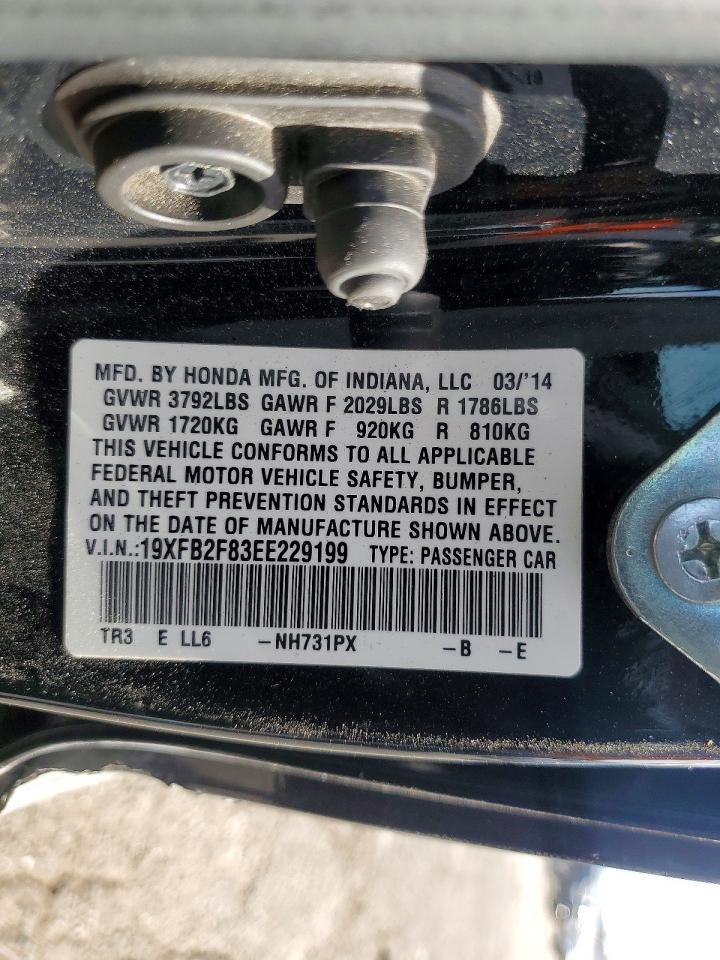 MFD. BY HONDA MFG. OF INDIANA, LLC 03/'14
GVWR 3792LBS GAWR F 2029LBS R 1786LBS
GVWR 1720KG GAWR F 920KG R 810KG
THIS VEHICLE CONFORMS TO ALL APPLICABLE
FEDERAL MOTOR VEHICLE SAFETY, BUMPER,
AND THEFT PREVENTION STANDARDS IN EFFECT
ON THE DATE OF MANUFACTURE SHOWN ABOVE.
V.I.N.:19XFB2F83EE229199 TYPE: PASSENGER CAR
TR3 E LL6 –NH731PX –B –E